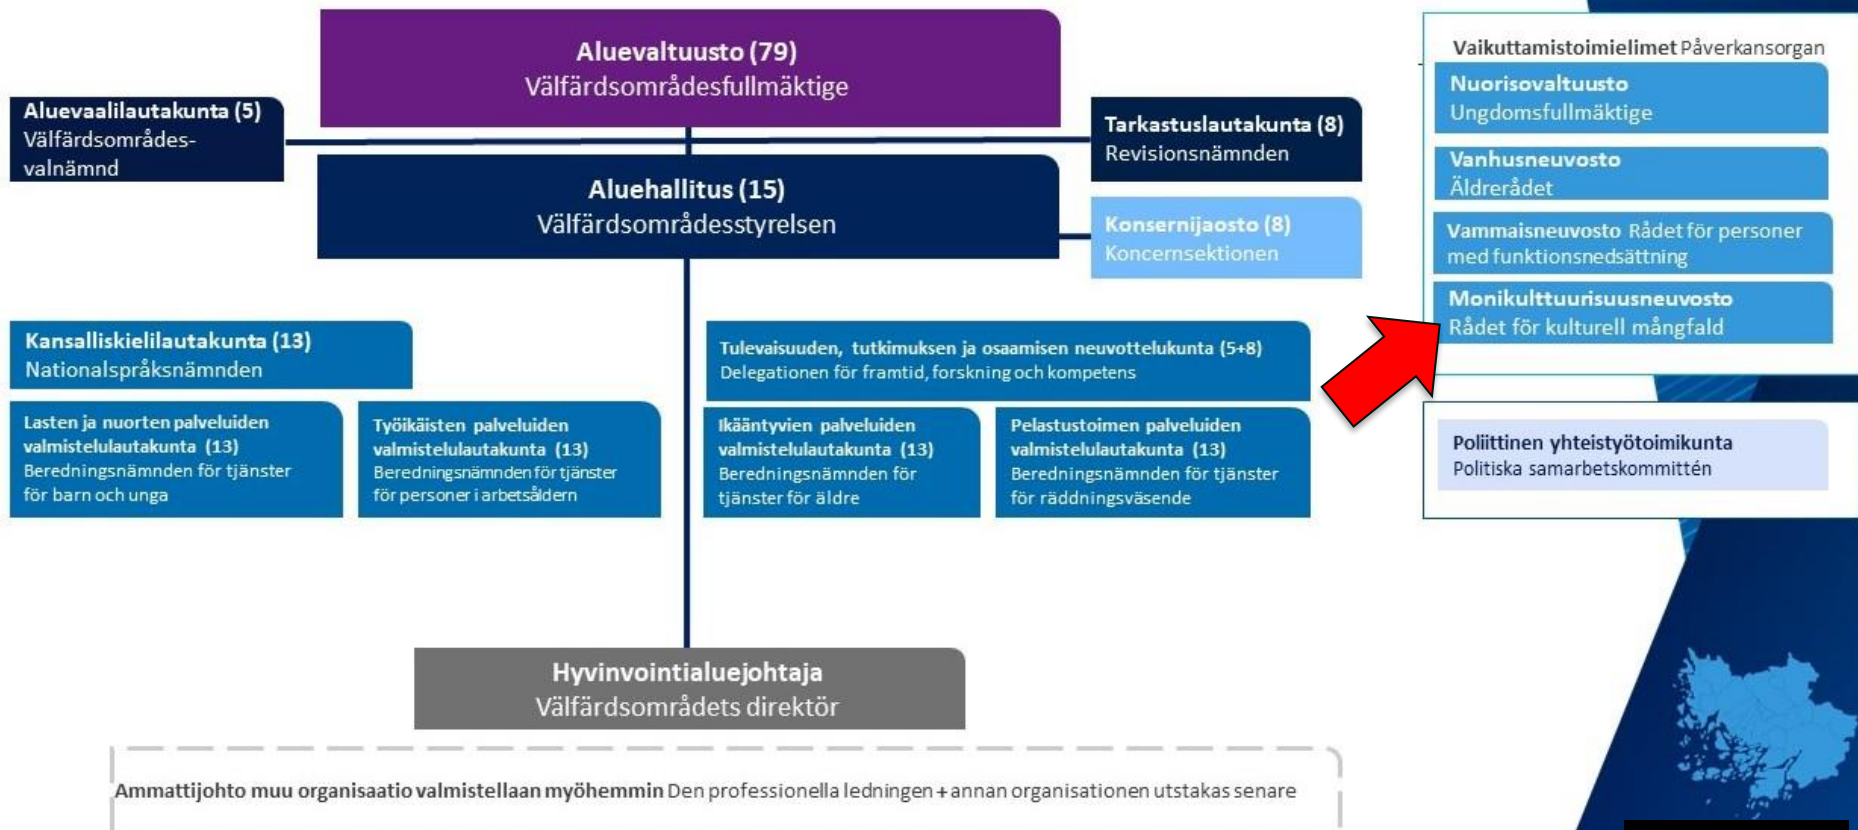 Aluevaltuusto (79)
Välfärdsområdesfullmäktige
Aluevaalilautakunta (5)
Välfärdsområdes-
valnämnd
Tarkastuslautakunta (8)
Revisionsnämnden
Aluehallitus (15)
Välfärdsområdesstyrelsen
Konsernijaosto (8)
Koncernsektionen
Kansalliskielilautakunta (13)
Nationalspråksnämnden
Tulevaisuuden, tutkimuksen ja osaamisen neuvottelukunta (5+8)
Delegationen för framtid, forskning och kompetens
Lasten ja nuorten palveluiden
valmistelulautakunta (13)
Beredningsnämnden för tjänster
för barn och unga
Työikäisten palveluiden
valmistelulautakunta (13)
Beredningsnämnden för tjänster
för personer i arbetsåldern
Ikääntyvien palveluiden
valmistelulautakunta (13)
Beredningsnämnden för
tjänster för äldre
Pelastustoimen palveluiden
valmistelulautakunta (13)
Beredningsnämnden för tjänster
för räddningsväsende
Hyvinvointialuejohtaja
Välfärdsområdets direktör
Ammattijohto muu organisaatio valmistellaan myöhemmin Den professionella ledningen + annan organisationen utstakas senare
Vaikuttamistoimielimet Påverkansorgan
Nuorisovaltuusto
Ungdomsfullmäktige
Vanhusneuvosto
Äldrerådet
Vammaisneuvosto Rådet för personer
med funktionsnedsättning
Monikulttuurisuusneuvosto
Rådet för kulturell mångfald
Poliittinen yhteistyötoimikunta
Politiska samarbetskommittén